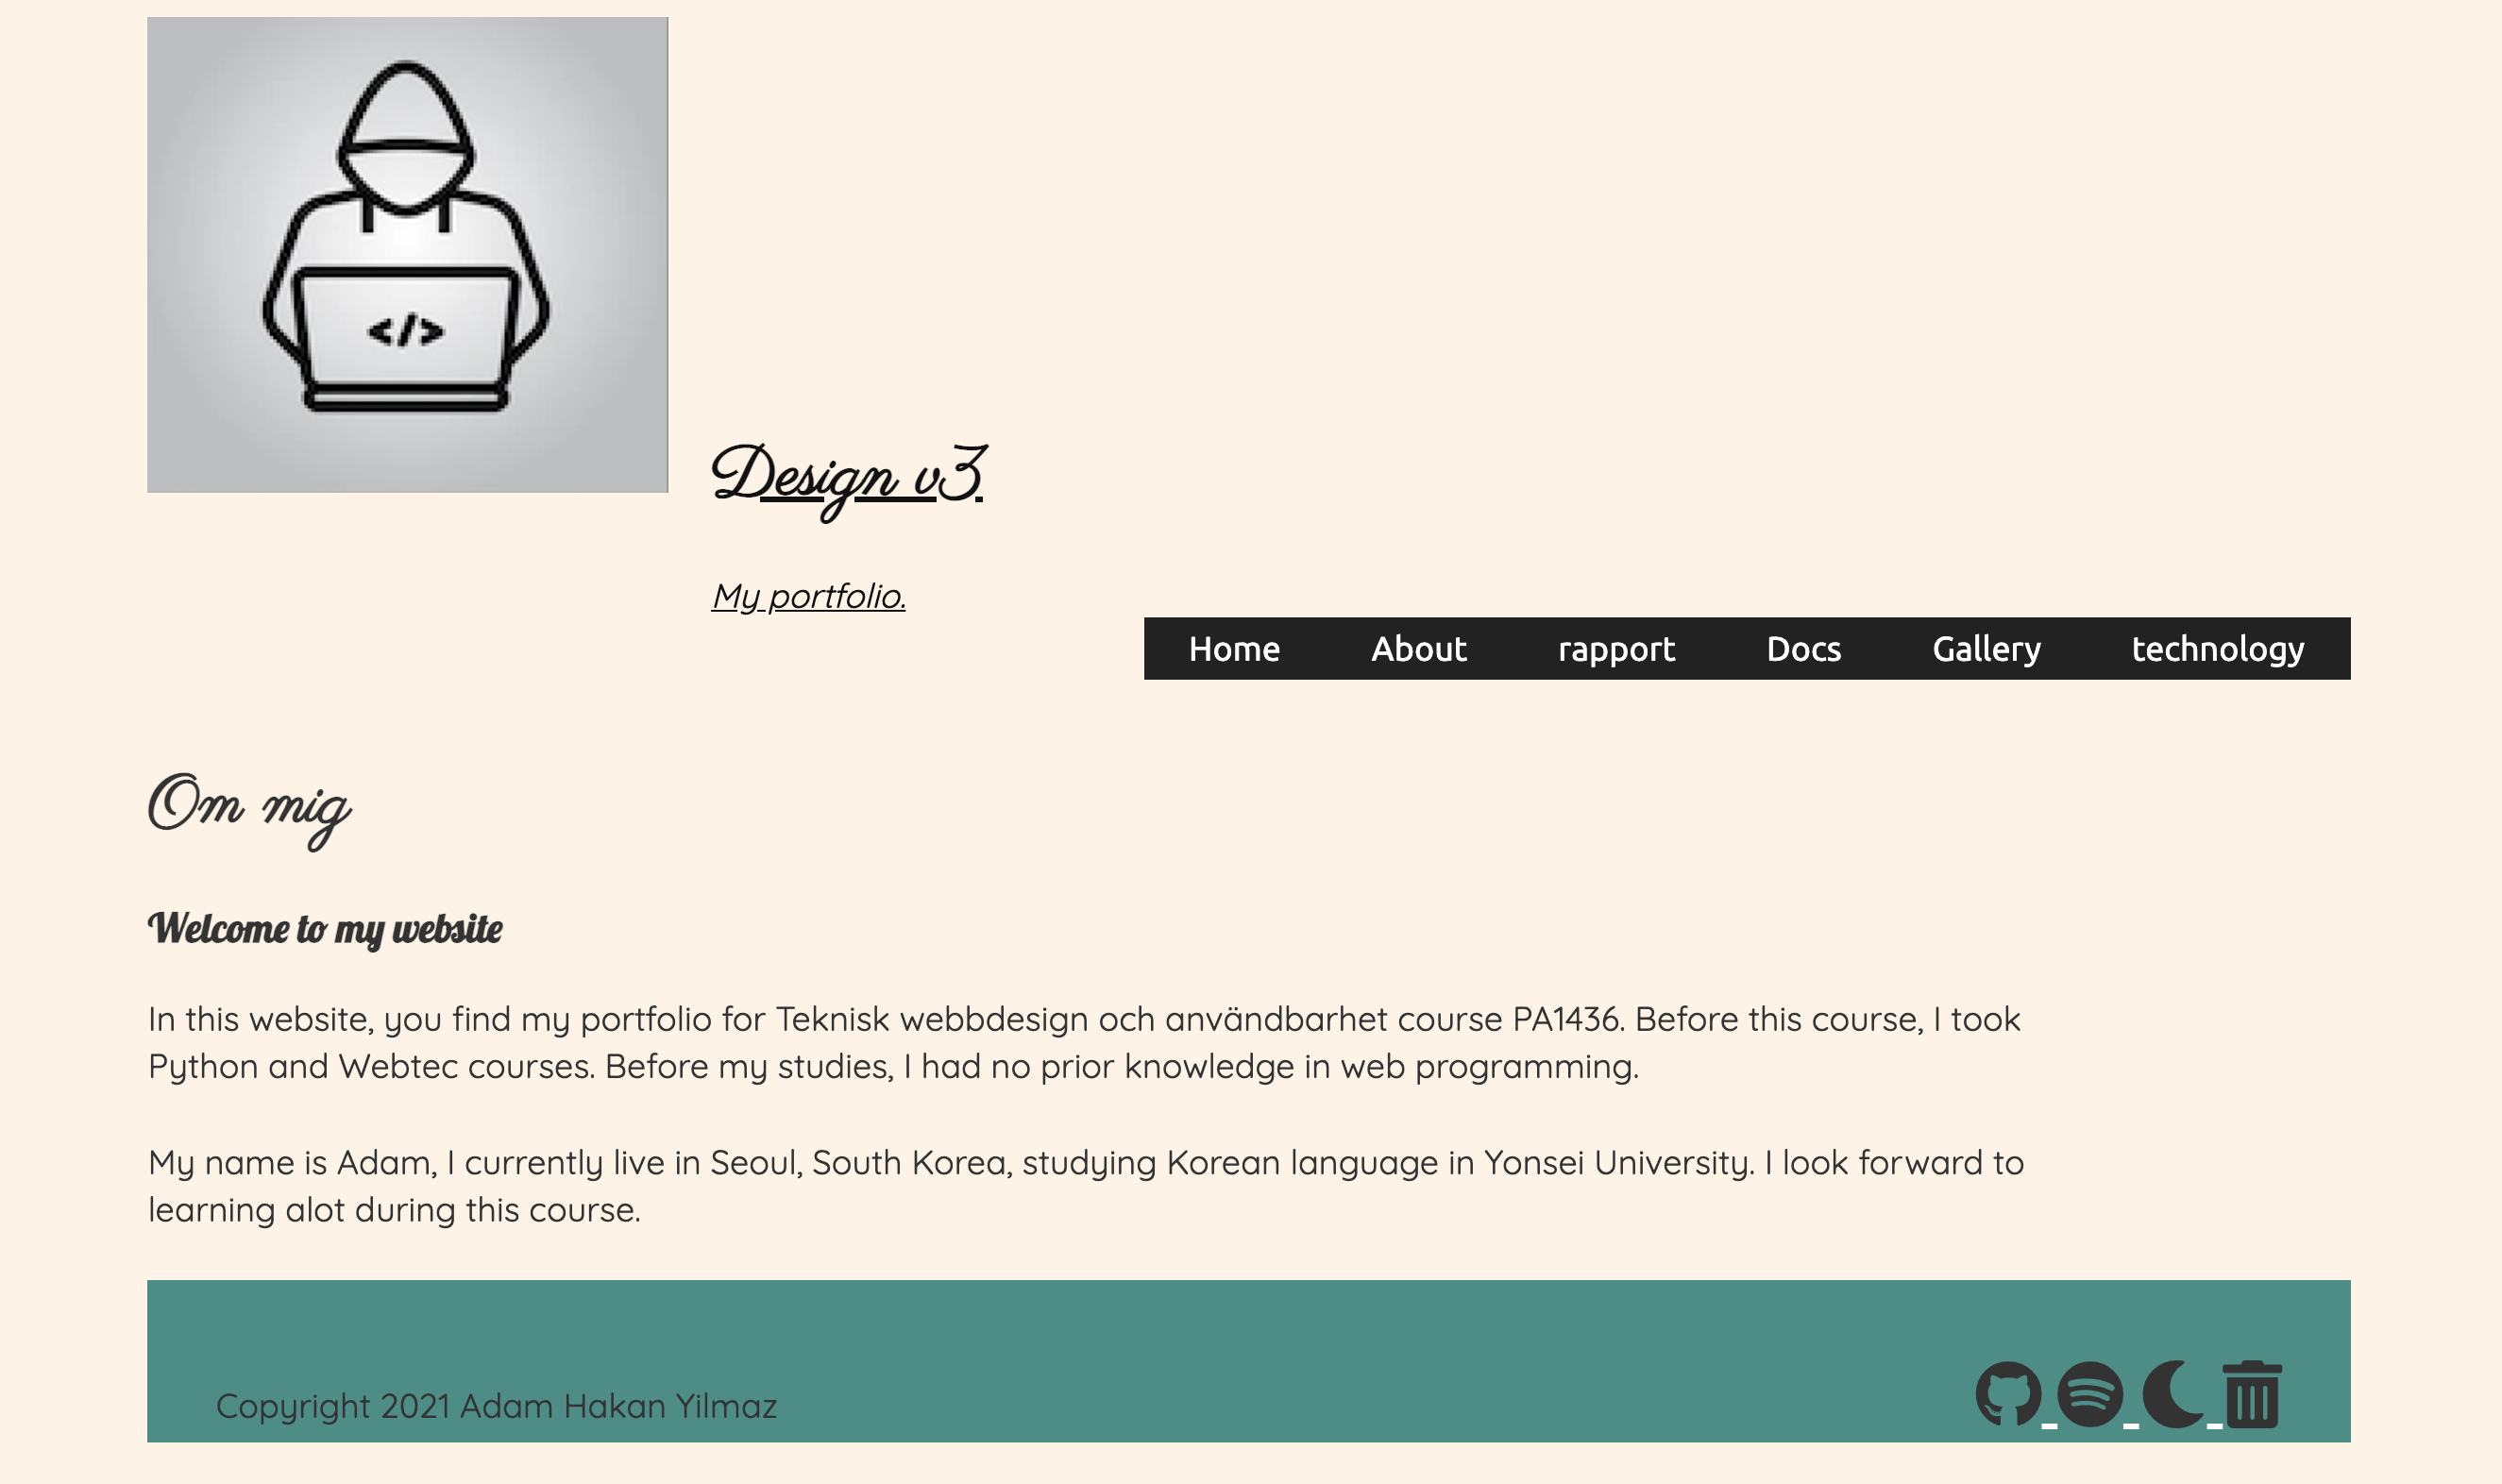 </>
Design v3
My portfolio.
Home About rapport Docs Gallery technology
Om mig
Welcome to my website
In this website, you find my portfolio for Teknisk webbdesign och användbarhet course PA1436. Before this course, I took
Python and Webtec courses. Before my studies, I had no prior knowledge in web programming.
My name is Adam, I currently live in Seoul, South Korea, studying Korean language in Yonsei University. I look forward to
learning alot during this course.
Copyright 2021 Adam Hakan Yilmaz